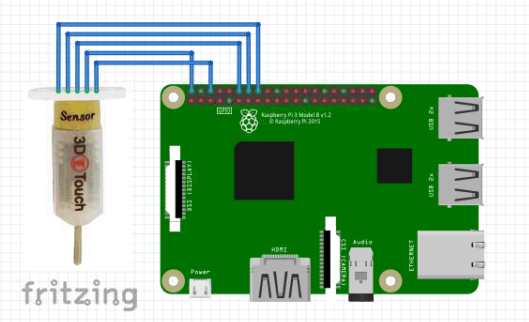 Sensor
3D Touch
GPIO
Raspberry Pi 3 Model B v1.2
© Raspberry Pi 2015
USB 2x
DSI (DISPLAY)
USB 2x
Power
HDMI
CSI (CAMERA)
Audio
ETHERNET
fritzing